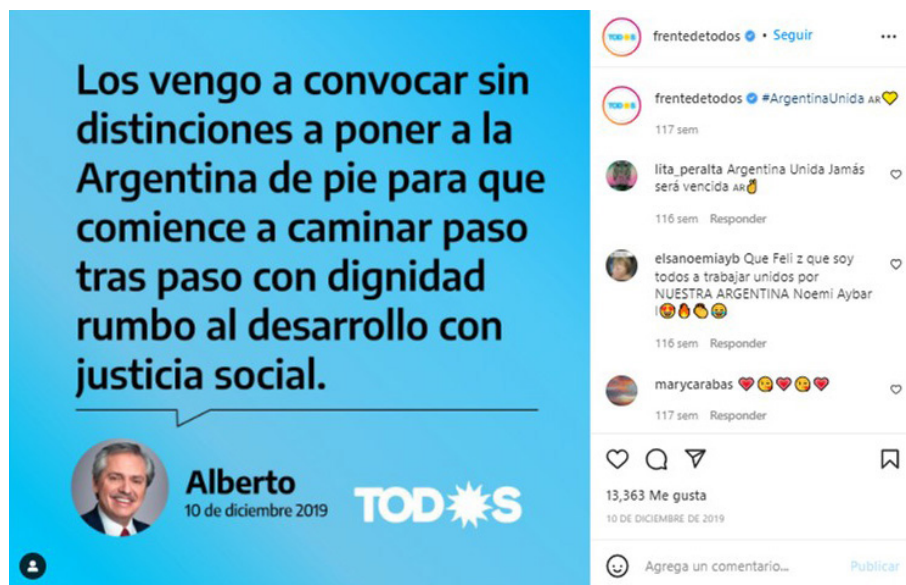 Los vengo a convocar sin
distinciones a poner a la
Argentina de pie para que
comience a caminar paso
tras paso con dignidad
rumbo al desarrollo con
justicia social.
Alberto
10 de diciembre 2019
TODOS
frentedetodos • Seguir
frentedetodos #ArgentinaUnida AR💛
117 sem
lita_peralta Argentina Unida Jamás
será vencida AR✌
116 sem Responder
elsanoemiayb Que Feli z que soy
todos a trabajar unidos por
NUESTRA ARGENTINA Noemi Aybar
!😍🔥👏😭
116 sem Responder
marycarabas 💗😘💗😘💗
117 sem Responder
13,363 Me gusta
10 DE DICIEMBRE DE 2019
Agrega un comentario...
Publicar